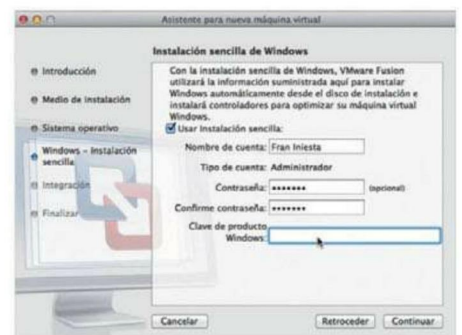 Asistente para nueva máquina virtual
Instalación sencilla de Windows
Introducción
Medio de instalación
Sistema operativo
Windows – Instalación
sencilla
Integración
Finalizar
Con la instalación sencilla de Windows, VMware Fusion
utilizará la información suministrada aquí para instalar
Windows automáticamente desde el disco de instalación e
instalará controladores para optimizar su máquina virtual
Windows.
Usar Instalación sencilla:
Nombre de cuenta: Fran Iniesta
Tipo de cuenta: Administrador
Contraseña: ••••••• (opcional)
Confirme contraseña: •••••••
Clave de producto
Windows:
Cancelar
Retroceder
Continuar